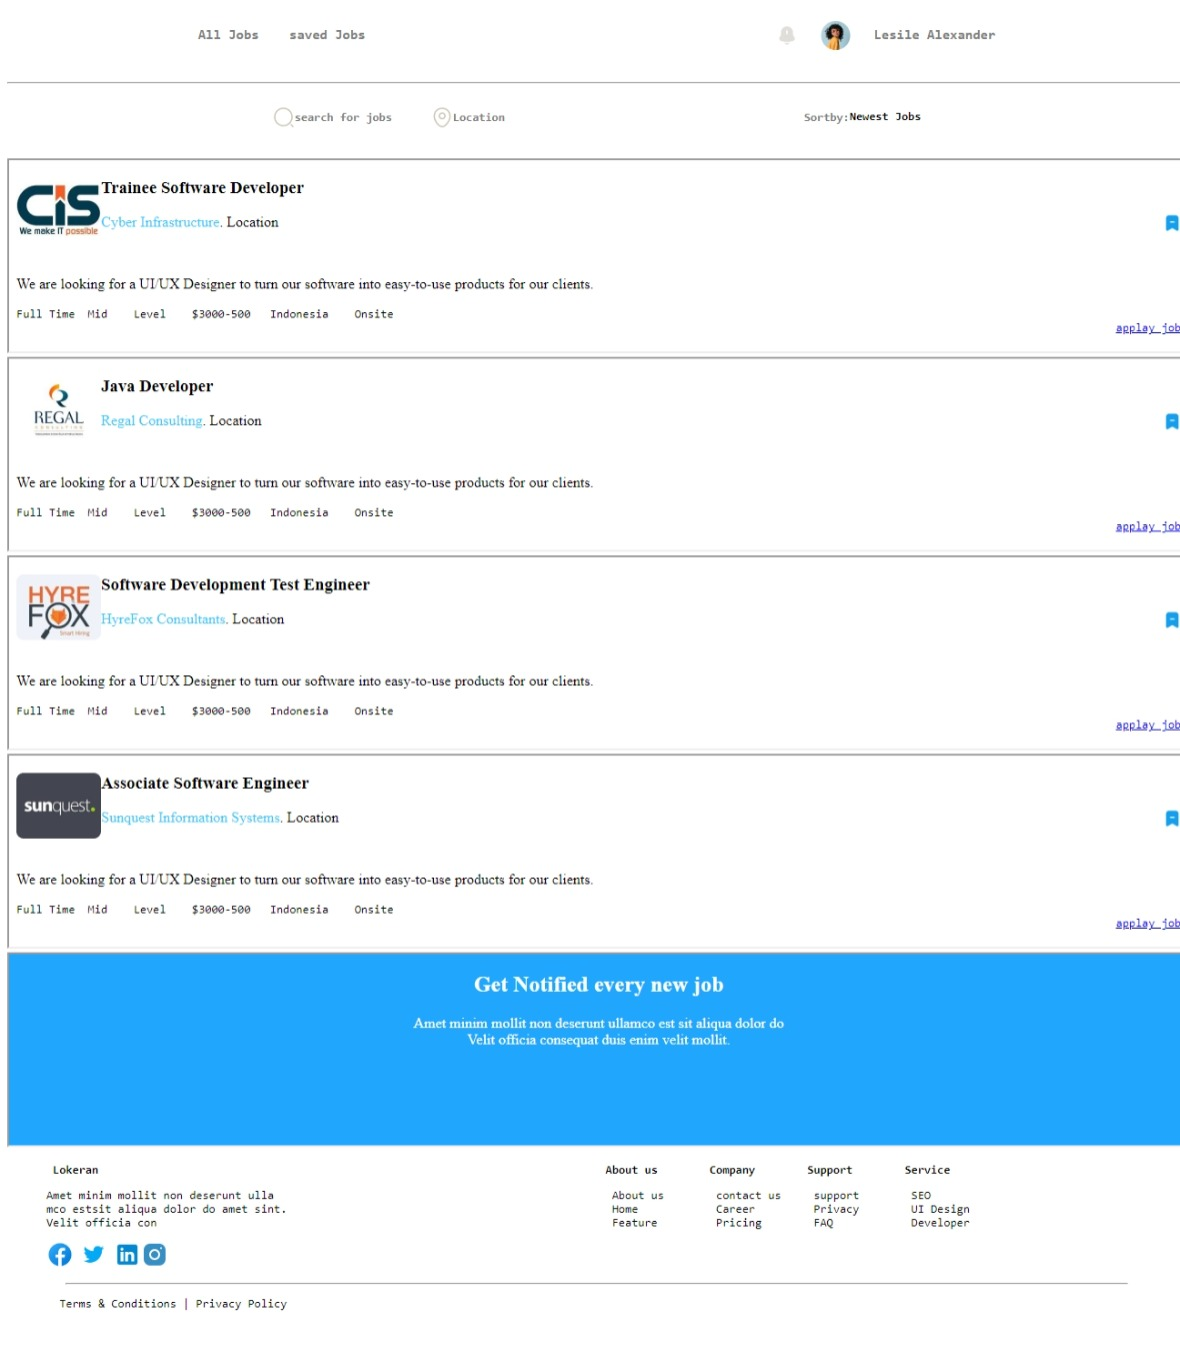 All Jobs saved Jobs Lesile Alexander
search for jobs Location Sortby:Newest Jobs
CIS
We make IT possible
Trainee Software Developer
Cyber Infrastructure. Location
We are looking for a UI/UX Designer to turn our software into easy-to-use products for our clients.
Full Time Mid Level $3000-500 Indonesia Onsite
applay job
REGAL
Java Developer
Regal Consulting. Location
We are looking for a UI/UX Designer to turn our software into easy-to-use products for our clients.
Full Time Mid Level $3000-500 Indonesia Onsite
applay job
HYRE
FOX
Smart Hiring
Software Development Test Engineer
HyreFox Consultants. Location
We are looking for a UI/UX Designer to turn our software into easy-to-use products for our clients.
Full Time Mid Level $3000-500 Indonesia Onsite
applay job
sunquest.
Associate Software Engineer
Sunquest Information Systems. Location
We are looking for a UI/UX Designer to turn our software into easy-to-use products for our clients.
Full Time Mid Level $3000-500 Indonesia Onsite
applay job
Get Notified every new job
Amet minim mollit non deserunt ullamco est sit aliqua dolor do
Velit officia consequat duis enim velit mollit.
Lokeran
Amet minim mollit non deserunt ulla
mco estsit aliqua dolor do amet sint.
Velit officia con
About us
About us
Home
Feature
Company
contact us
Career
Pricing
Support
support
Privacy
FAQ
Service
SEO
UI Design
Developer
Terms & Conditions | Privacy Policy